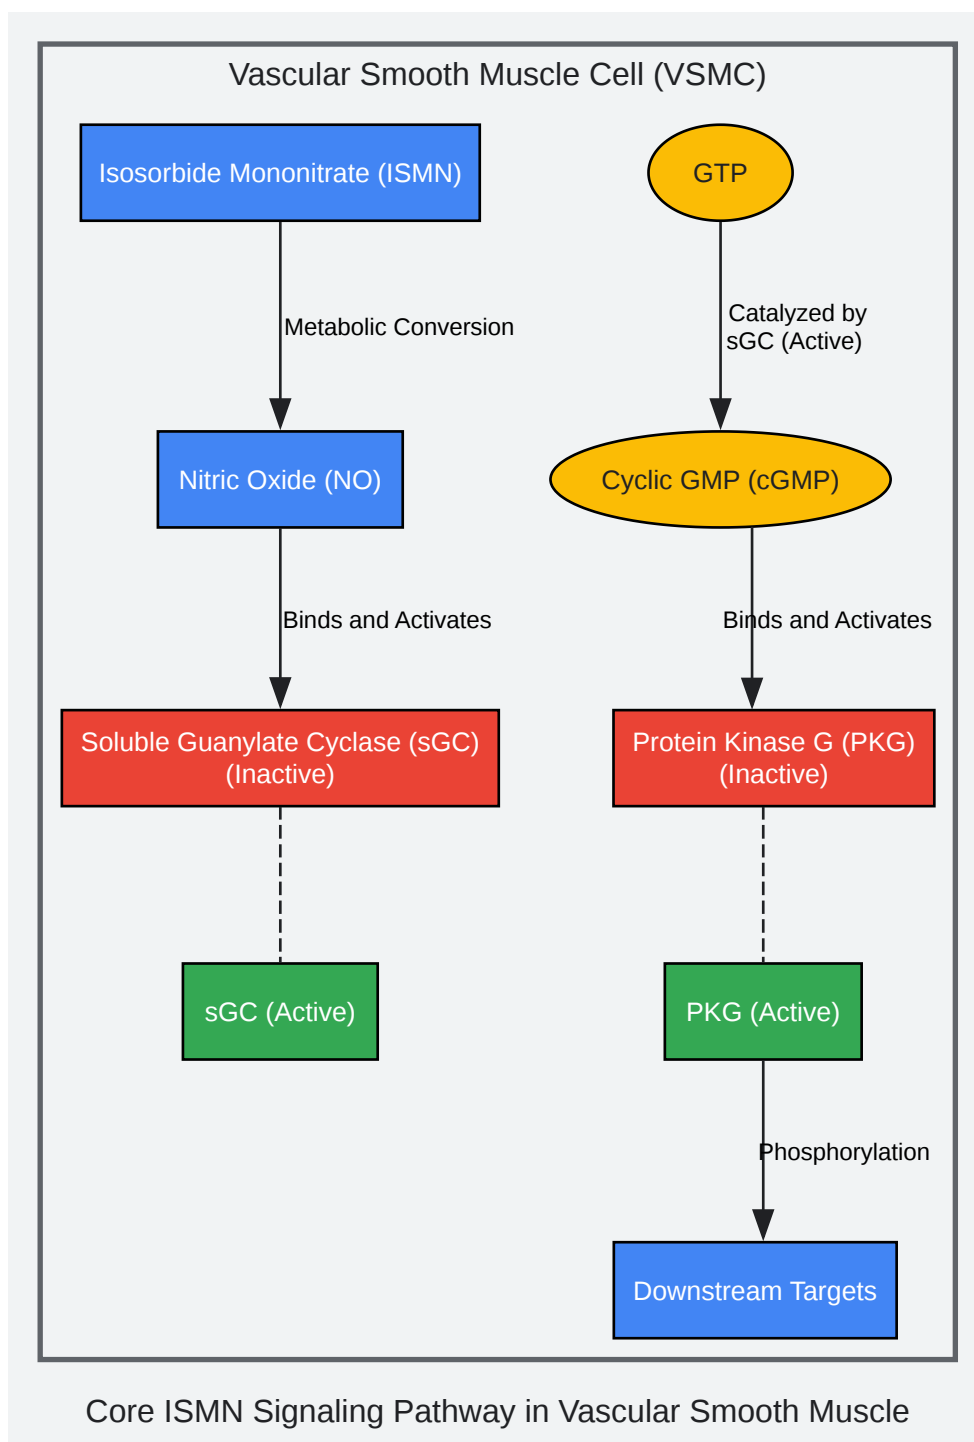 Vascular Smooth Muscle Cell (VSMC)
Isosorbide Mononitrate (ISMN)
Metabolic Conversion
Nitric Oxide (NO)
Binds and Activates
Soluble Guanylate Cyclase (sGC)
(Inactive)
sGC (Active)
GTP
Catalyzed by
sGC (Active)
Cyclic GMP (cGMP)
Binds and Activates
Protein Kinase G (PKG)
(Inactive)
PKG (Active)
Phosphorylation
Downstream Targets
Core ISMN Signaling Pathway in Vascular Smooth Muscle